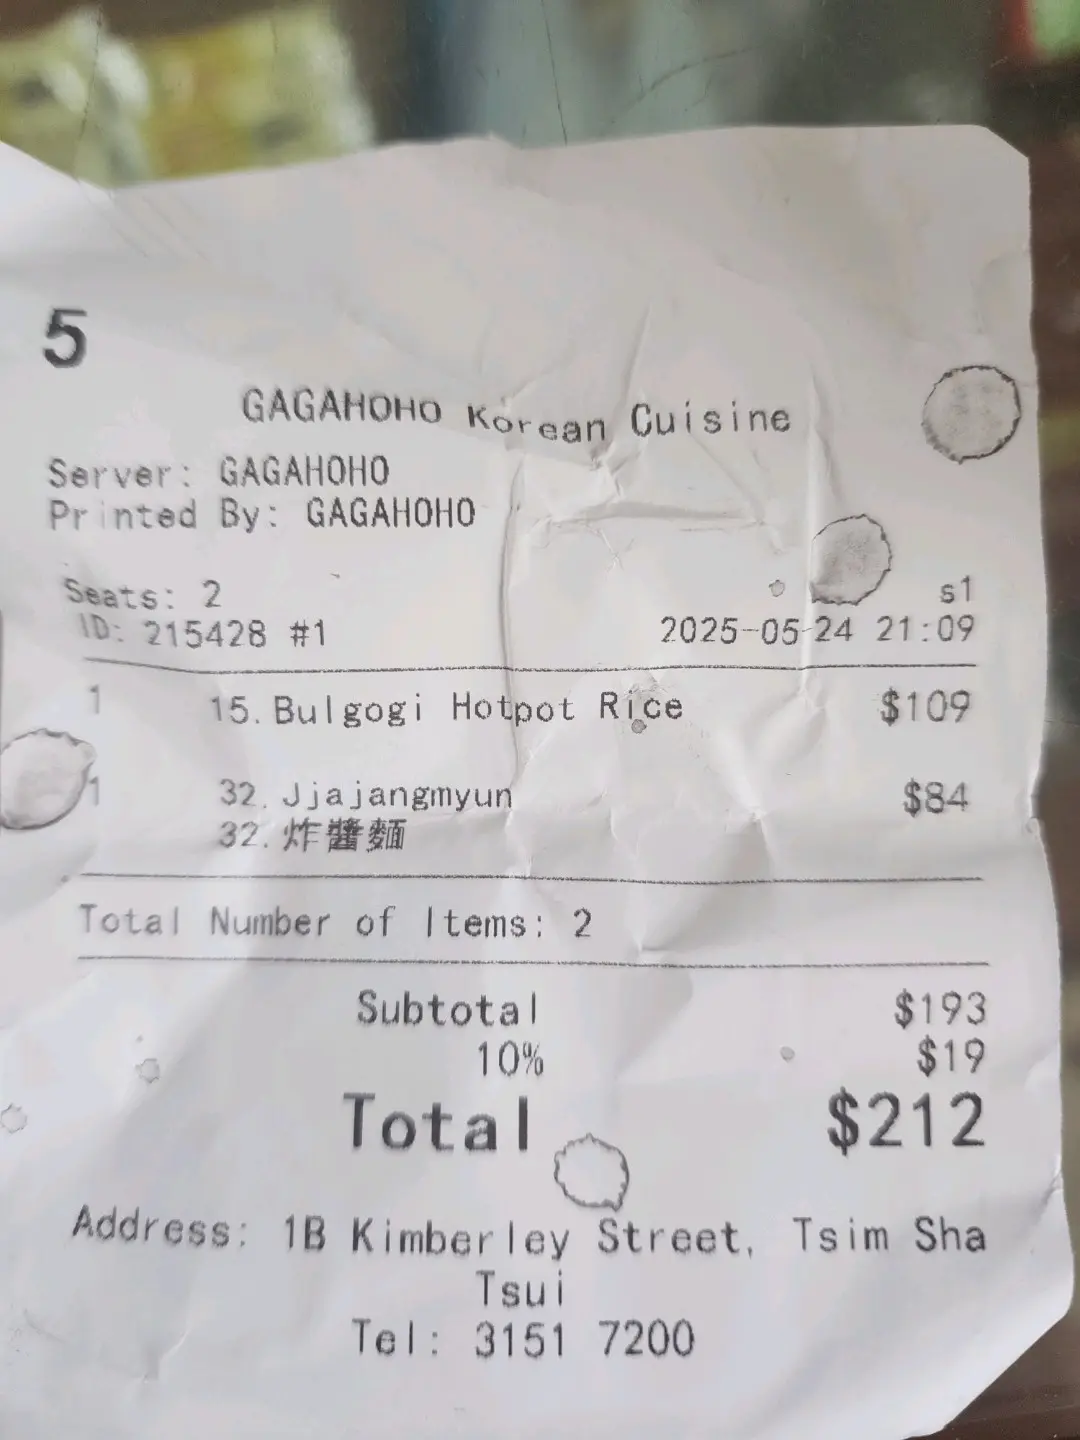 5
GAGAHOHO Korean Cuisine
Server: GAGAHOHO
Printed By: GAGAHOHO
Seats: 2 s1
ID: 215428 #1 2025-05-24 21:09
1 15. Bulgogi Hotpot Rice $109
1 32. Jjajangmyun $84
32. 炸醬麵
Total Number of Items: 2
Subtotal $193
10% $19
Total $212
Address: 1B Kimberley Street, Tsim Sha
Tsui
Tel: 3151 7200